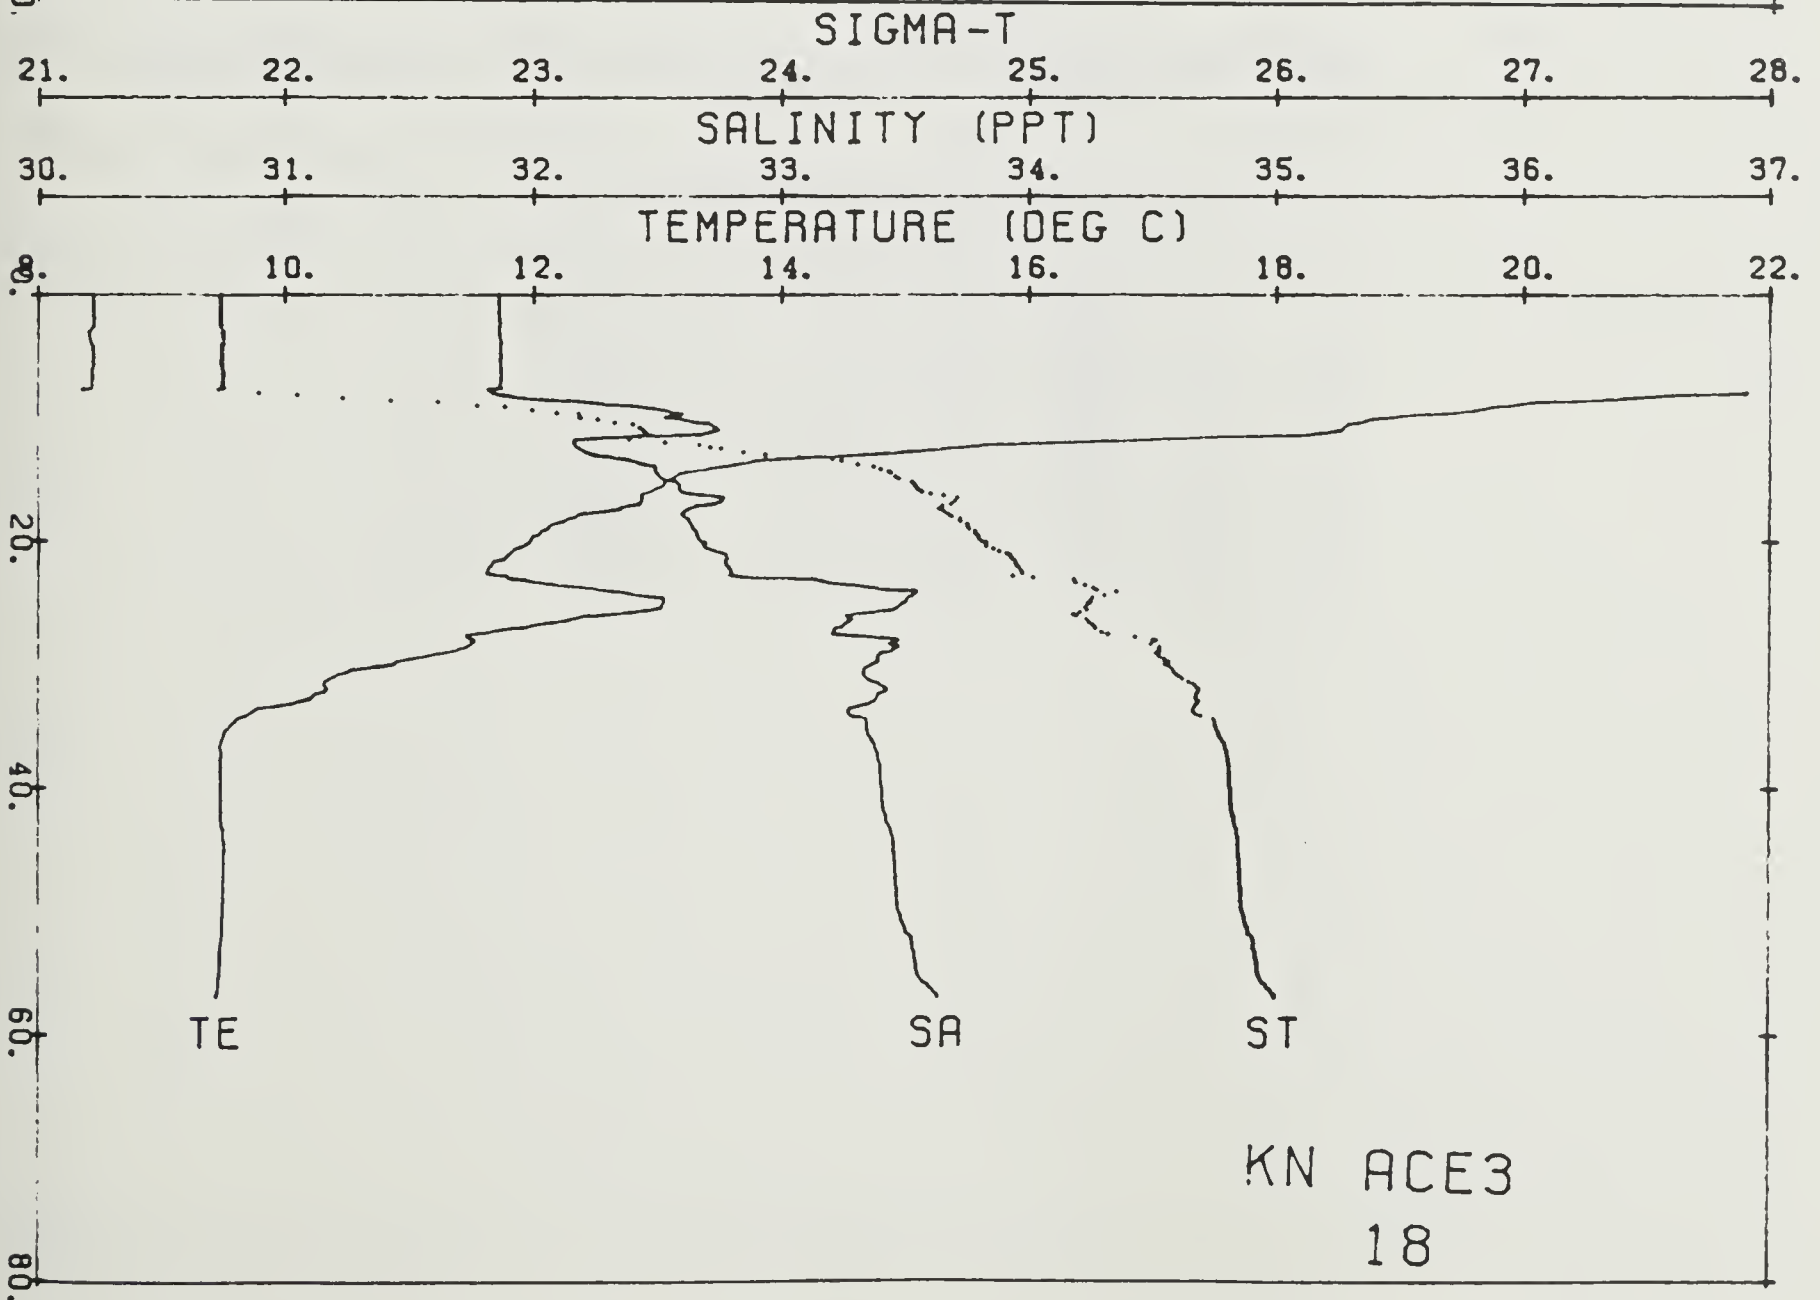 SIGMA-T
21. 22. 23. 24. 25. 26. 27. 28.
SALINITY (PPT)
30. 31. 32. 33. 34. 35. 36. 37.
TEMPERATURE (DEG C)
8. 10. 12. 14. 16. 18. 20. 22.
0.
20.
40.
60.
80.
TE SA ST
KN ACE3
18